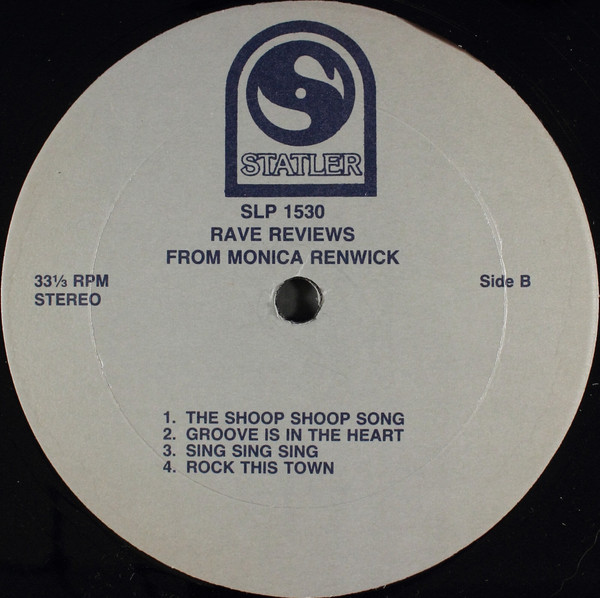 STATLER
SLP 1530
RAVE REVIEWS
FROM MONICA RENWICK
33⅓ RPM
STEREO
Side B
1. THE SHOOP SHOOP SONG
2. GROOVE IS IN THE HEART
3. SING SING SING
4. ROCK THIS TOWN